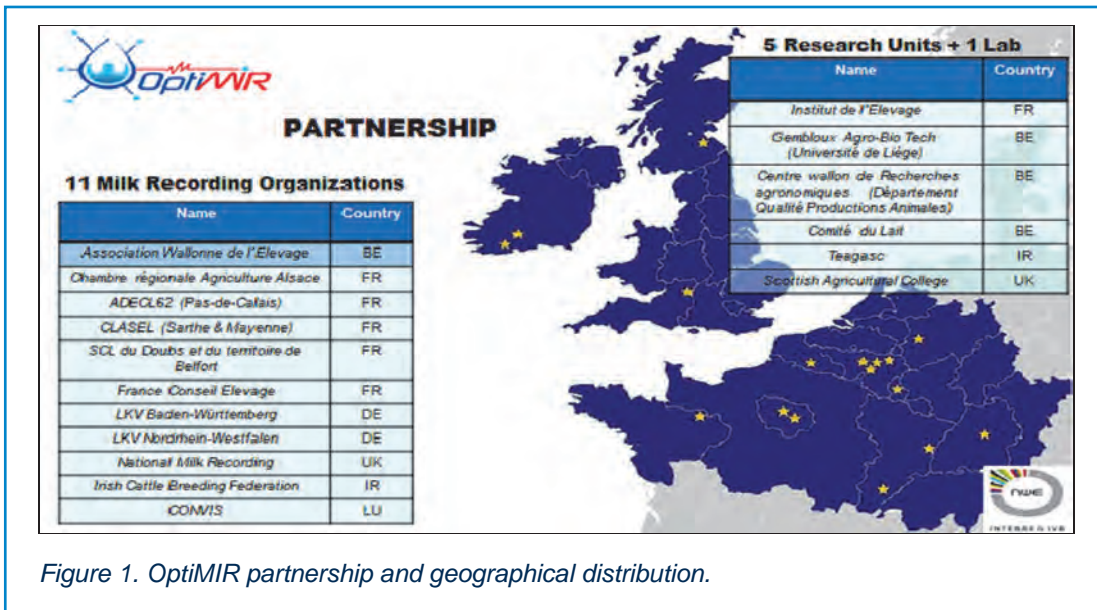 OptiMIR
PARTNERSHIP
11 Milk Recording Organizations
Name Country
Association Wallonne de l'Elevage BE
Chambre régionale Agriculture Alsace FR
ADECL62 (Pas-de-Calais) FR
CLASEL (Sarthe & Mayenne) FR
SCL du Doubs et du territoire de
Belfort
FR
France Conseil Elevage FR
LKV Baden-Württemberg DE
LKV Nordrhein-Westfalen DE
National Milk Recording UK
Irish Cattle Breeding Federation IR
CONVIS LU
5 Research Units + 1 Lab
Name Country
Institut de l'Elevage FR
Gembloux Agro-Bio Tech
(Université de Liége)
BE
Centre wallon de Recherches
agronomiques (Département
Qualité Productions Animales)
BE
Comité du Lait BE
Teagasc IR
Scottish Agricultural College UK
NWE
INTERREG IVB
Figure 1. OptiMIR partnership and geographical distribution.